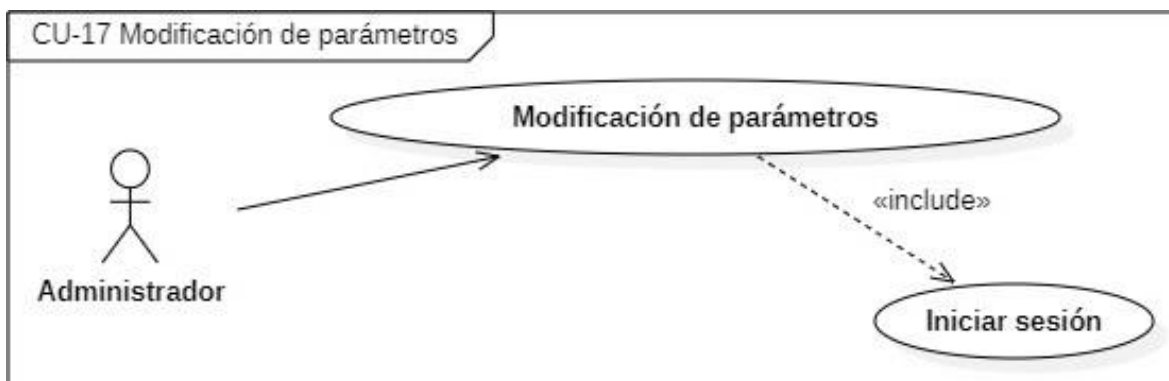 CU-17 Modificación de parámetros
Modificación de parámetros
«include»
Administrador
Iniciar sesión